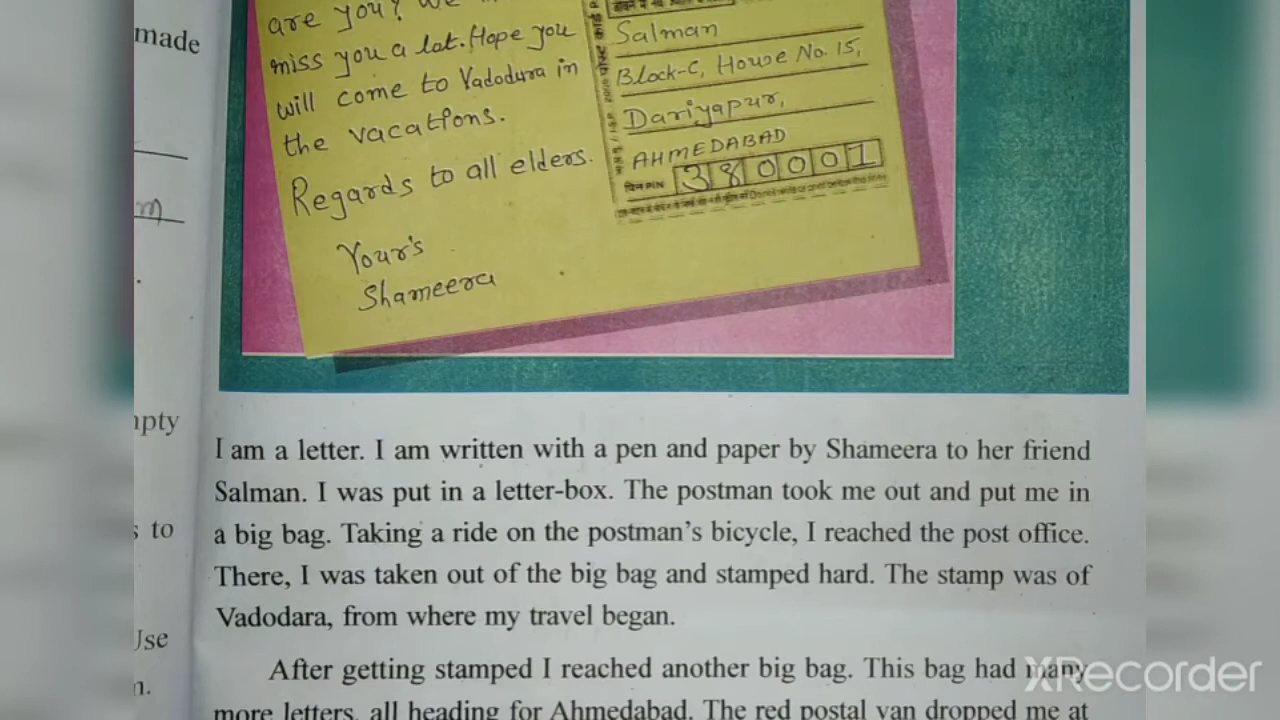 made
are you? We
miss you a lot. Hope you
will come to Vadodura in
the vacations.
Regards to all elders.
Your's
Shameera
Salman
Block-C, House No. 15,
Dariyapur,
AHMEDABAD
पिन PIN 380001
m
mpty
s to
Use
n.
I am a letter. I am written with a pen and paper by Shameera to her friend
Salman. I was put in a letter-box. The postman took me out and put me in
a big bag. Taking a ride on the postman's bicycle, I reached the post office.
There, I was taken out of the big bag and stamped hard. The stamp was of
Vadodara, from where my travel began.
After getting stamped I reached another big bag. This bag had many
more letters, all heading for Ahmedabad. The red postal van dropped me at
XRecorder